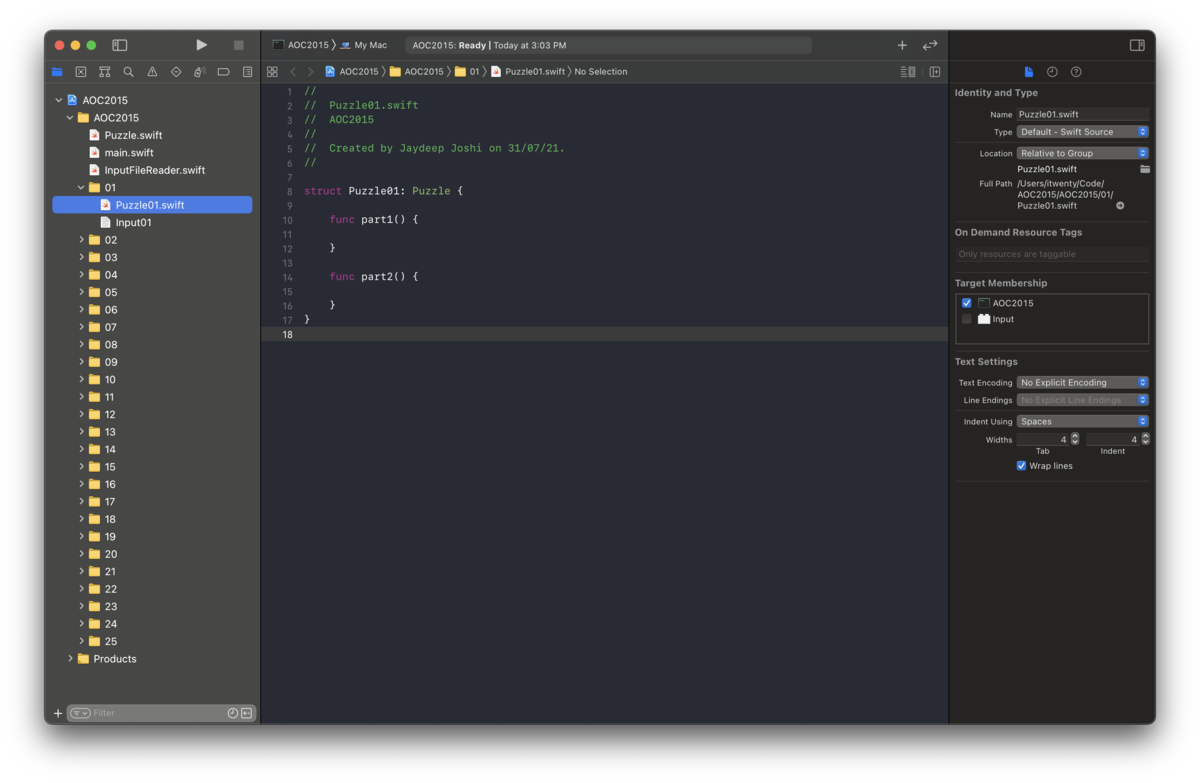 AOC2015 My Mac
AOC2015: Ready | Today at 3:03 PM
AOC2015
AOC2015
Puzzle.swift
main.swift
InputFileReader.swift
01
Puzzle01.swift
Input01
02
03
04
05
06
07
08
09
10
11
12
13
14
15
16
17
18
19
20
21
22
23
24
25
Products
Filter
AOC2015 AOC2015 01 Puzzle01.swift No Selection
1 //
2 //  Puzzle01.swift
3 //  AOC2015
4 //
5 //  Created by Jaydeep Joshi on 31/07/21.
6 //
7
8 struct Puzzle01: Puzzle {
9
10     func part1() {
11
12     }
13
14     func part2() {
15
16     }
17 }
18
Identity and Type
Name Puzzle01.swift
Type Default - Swift Source
Location Relative to Group
Puzzle01.swift
Full Path /Users/itwenty/Code/
AOC2015/AOC2015/01/
Puzzle01.swift
On Demand Resource Tags
Only resources are taggable
Target Membership
AOC2015
Input
Text Settings
Text Encoding No Explicit Encoding
Line Endings No Explicit Line Endings
Indent Using Spaces
Widths 4 4
Tab Indent
Wrap lines